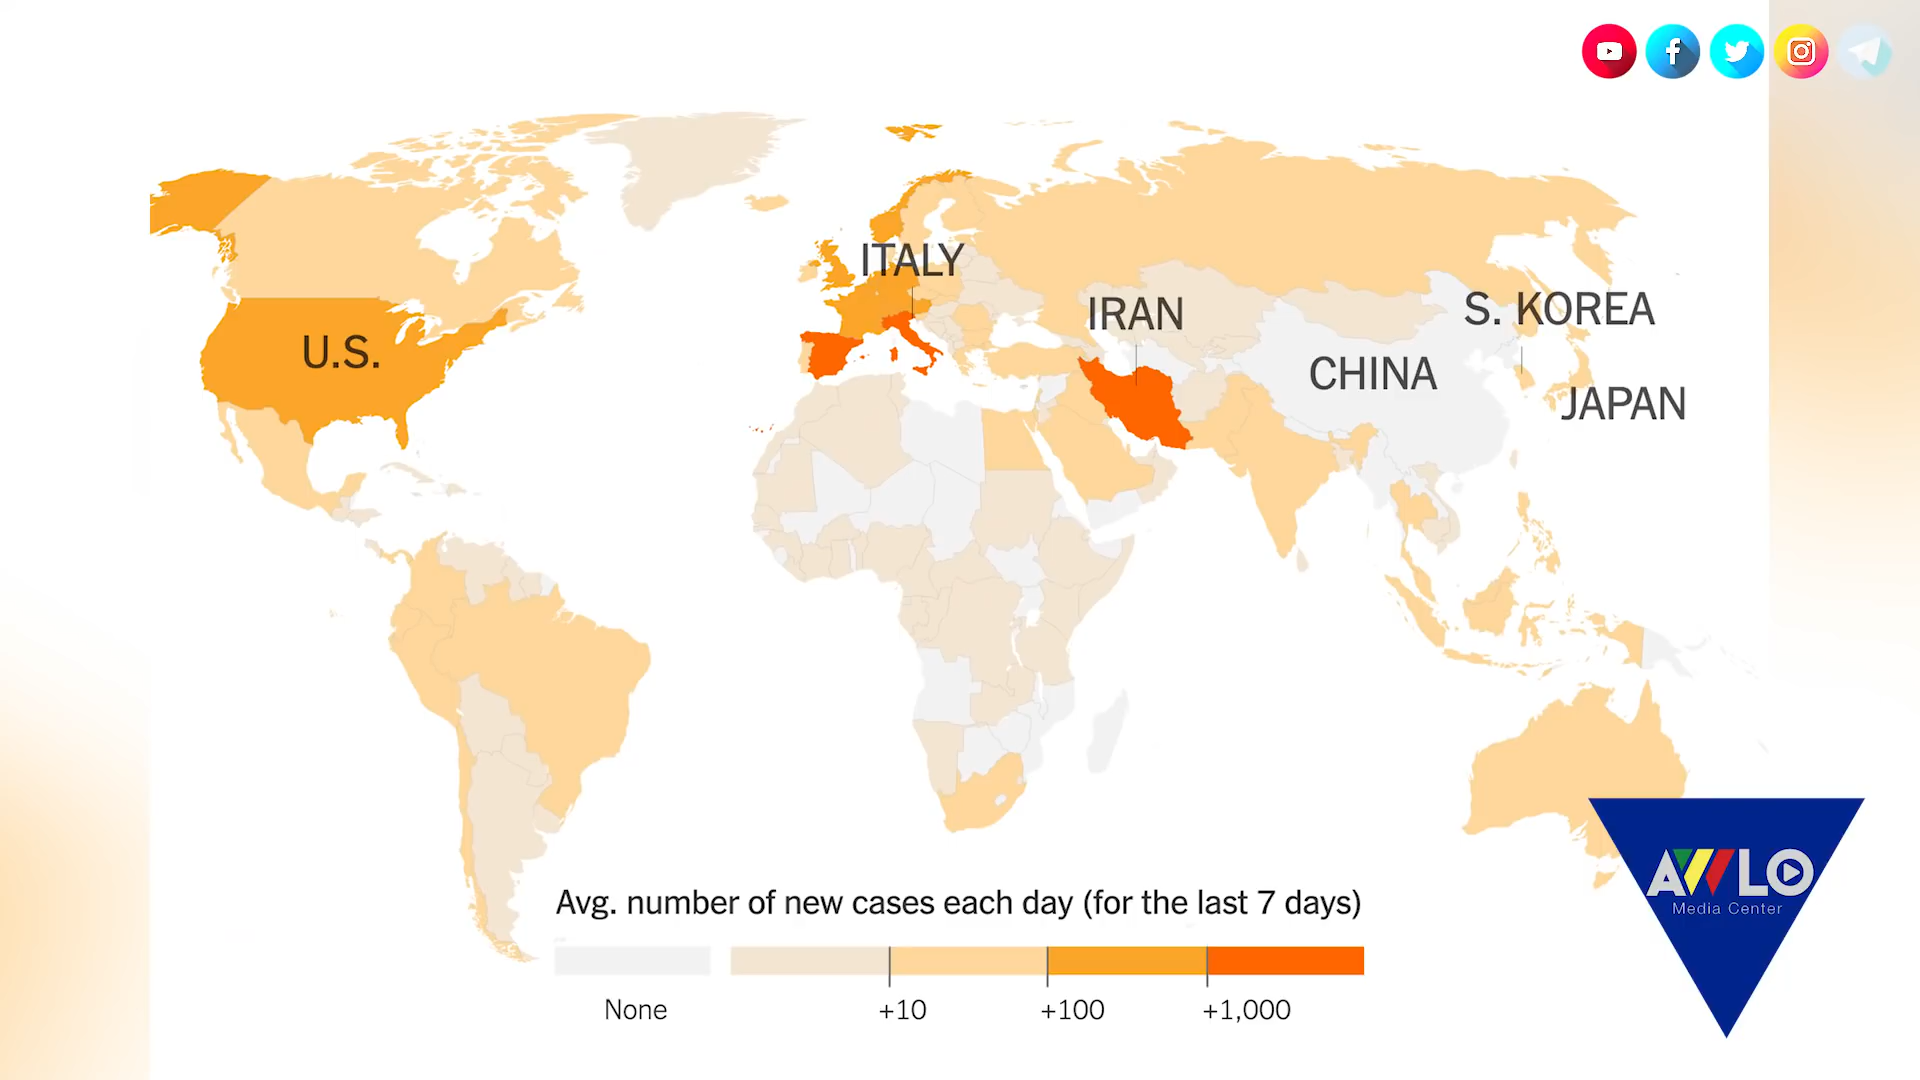 ITALY
IRAN
S. KOREA
U.S.
CHINA
JAPAN
Avg. number of new cases each day (for the last 7 days)
None
+10
+100
+1,000
AWLO
Media Center